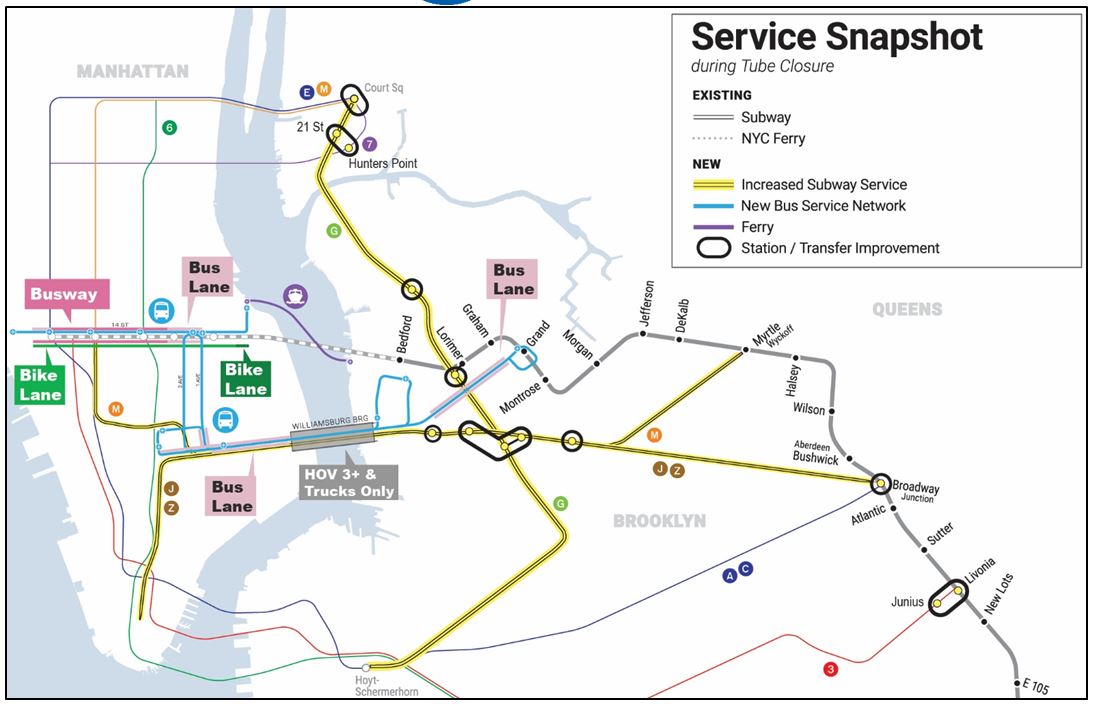 Service Snapshot
during Tube Closure
EXISTING
Subway
NYC Ferry
NEW
Increased Subway Service
New Bus Service Network
Ferry
Station / Transfer Improvement
MANHATTAN
E M
Court Sq
6
21 St
7
Hunters Point
G
Busway
Bus
Lane
Bus
Lane
14 ST
QUEENS
Jefferson
DeKalb
Myrtle
Wyckoff
Graham
Grand
Bedford
Lorimer
Morgan
Montrose
Halsey
Wilson
Bike
Lane
Bike
Lane
M
WILLIAMSBURG BRG
HOV 3+ &
Trucks Only
Bus
Lane
M
J Z
J
Z
Aberdeen
Bushwick
Broadway
Junction
Atlantic
G
BROOKLYN
Sutter
A C
Livonia
Junius
New Lots
3
Hoyt-
Schermerhorn
E 105